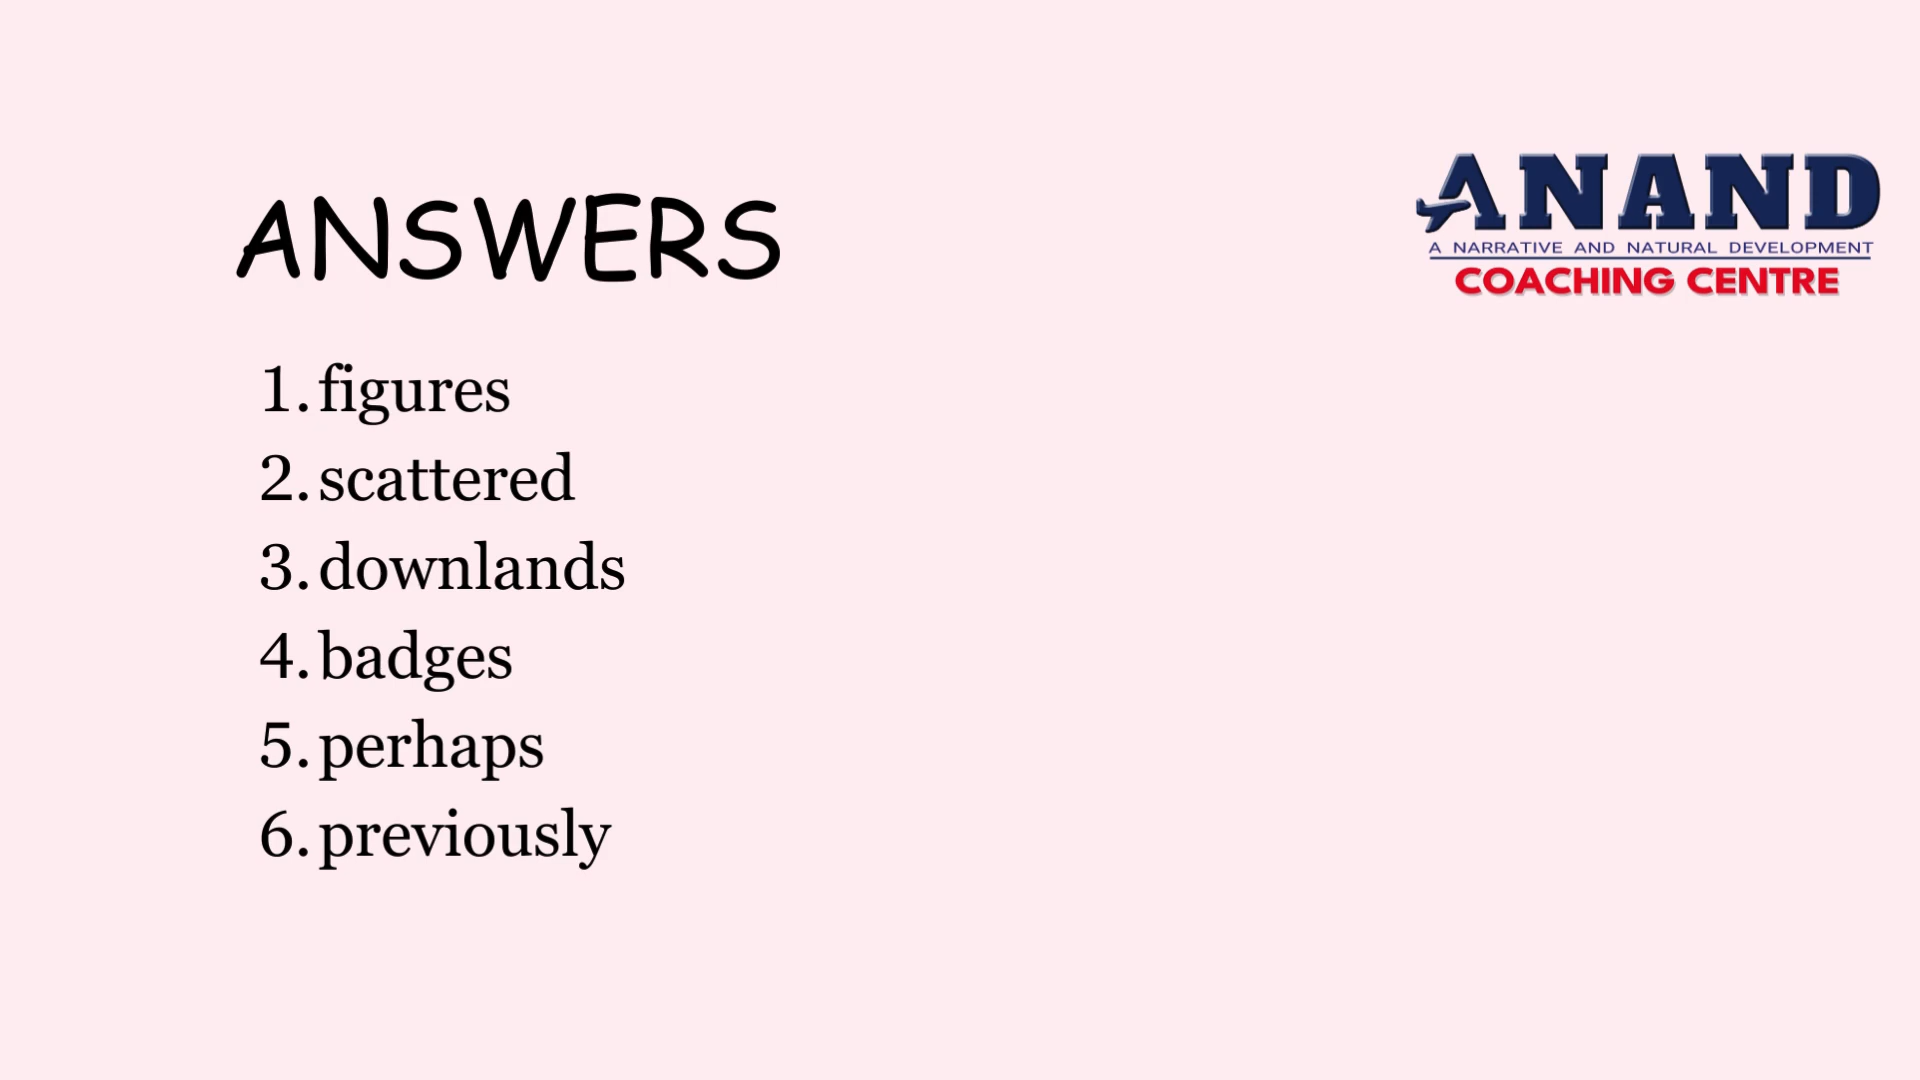 ANSWERS
ANAND
A NARRATIVE AND NATURAL DEVELOPMENT
COACHING CENTRE
1. figures
2. scattered
3. downlands
4. badges
5. perhaps
6. previously